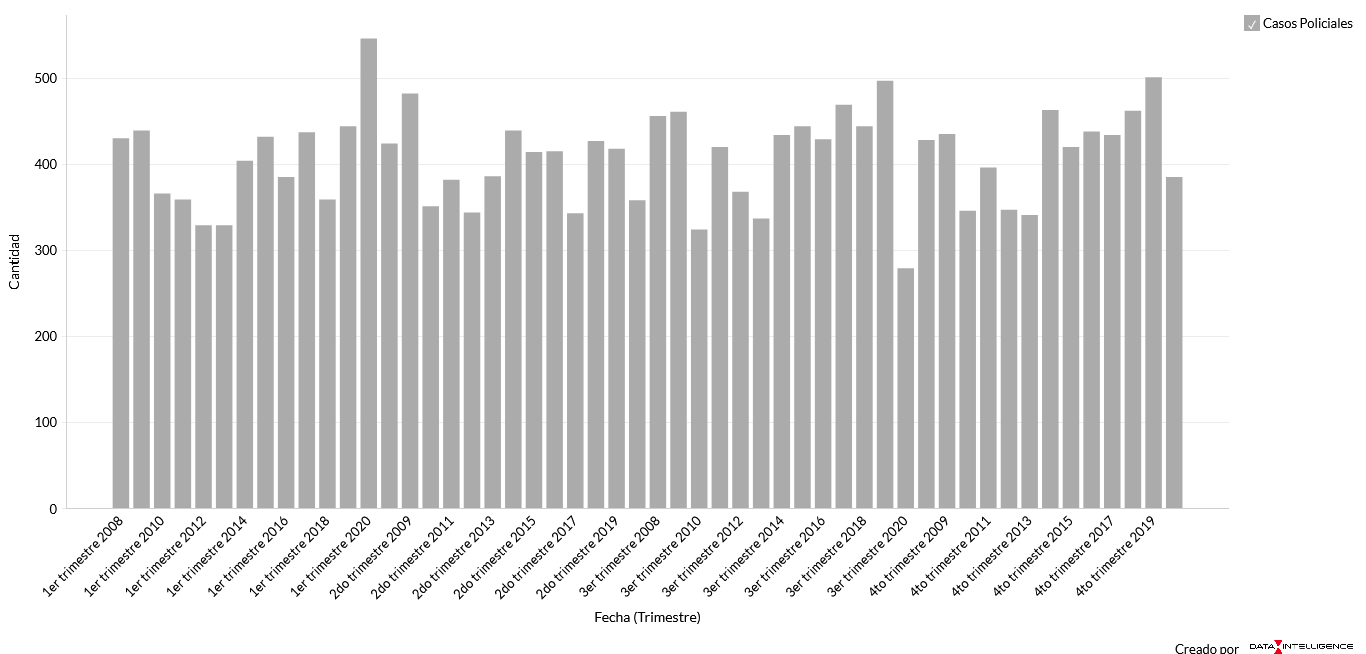 Casos Policiales
500
400
300
200
100
0
Cantidad
1er trimestre 2008
1er trimestre 2010
1er trimestre 2012
1er trimestre 2014
1er trimestre 2016
1er trimestre 2018
1er trimestre 2020
2do trimestre 2009
2do trimestre 2011
2do trimestre 2013
2do trimestre 2015
2do trimestre 2017
2do trimestre 2019
3er trimestre 2008
3er trimestre 2010
3er trimestre 2012
3er trimestre 2014
3er trimestre 2016
3er trimestre 2018
3er trimestre 2020
4to trimestre 2009
4to trimestre 2011
4to trimestre 2013
4to trimestre 2015
4to trimestre 2017
4to trimestre 2019
Fecha (Trimestre)
Creado por DATA INTELLIGENCE